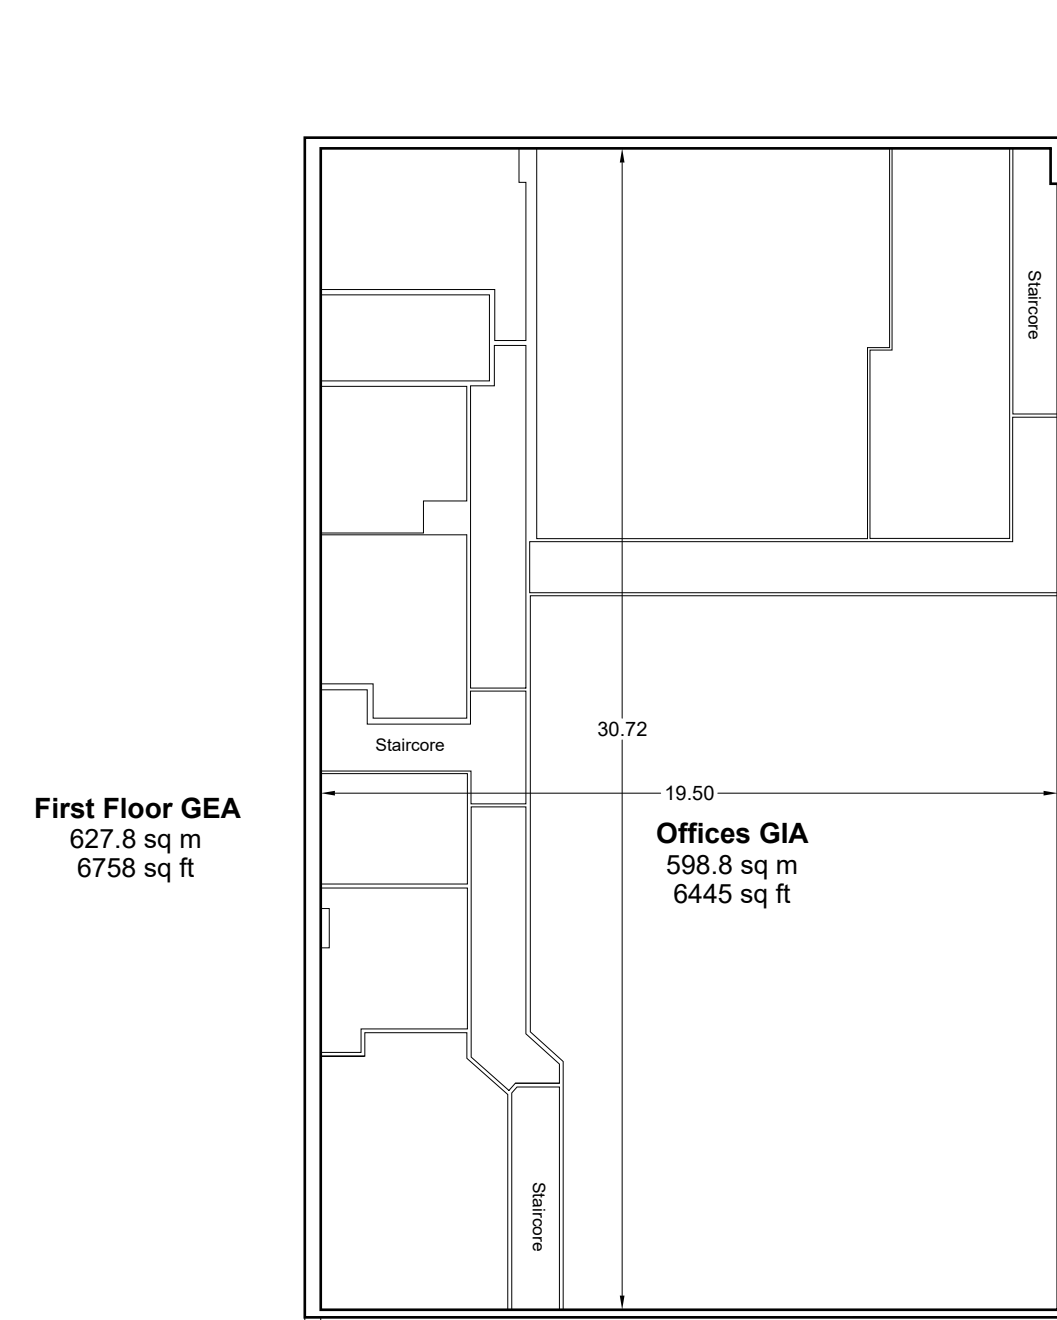 Staircore
30.72
Staircore
19.50
First Floor GEA
627.8 sq m
6758 sq ft
Offices GIA
598.8 sq m
6445 sq ft
Staircore